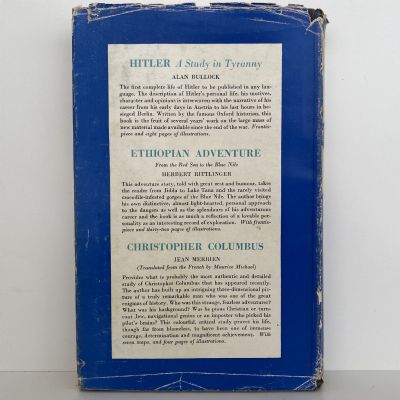 HITLER A Study in Tyranny
ALAN BULLOCK
The first complete life of Hitler to be published in any lan-
guage. The description of Hitler's personal life, his motives,
character and opinions is interwoven with the narrative of his
career from his early days in Austria to his last hours in be-
sieged Berlin. Written by the famous Oxford historian, this
book is the fruit of several years' work on the large mass of
new material made available since the end of the war. Frontis-
piece and eight pages of illustrations.
ETHIOPIAN ADVENTURE
From the Red Sea to the Blue Nile
HERBERT RITTLINGER
This adventure story, told with great zest and humour, takes
the reader from Jidda to Lake Tana and the rarely visited
crocodile-infested gorges of the Blue Nile. The author brings
his own distinctive, almost light-hearted, personal approach
to the dangers as well as the splendours of his adventurous
career and the book is as much a reflection of a lovable per-
sonality as an interesting record of exploration. With frontis-
piece and thirty-two pages of illustrations.
CHRISTOPHER COLUMBUS
JEAN MERRIEN
(Translated from the French by Maurice Michael)
Provides what is probably the most authentic and detailed
study of Christopher Columbus that has appeared recently.
The author has built up an intriguing three-dimensional pic-
ture of a truly remarkable man who was one of the great
enigmas of history. Who was this strange, fearless adventurer?
What was his background? Was he pious Christian or turn-
coat Jew, navigational genius or an imposter who picked his
pilot's brains? This colourful, critical study proves his life,
though far from blameless, to have been one of immense
courage, determination and magnificent achievement. With
seven maps, and four pages of illustrations.